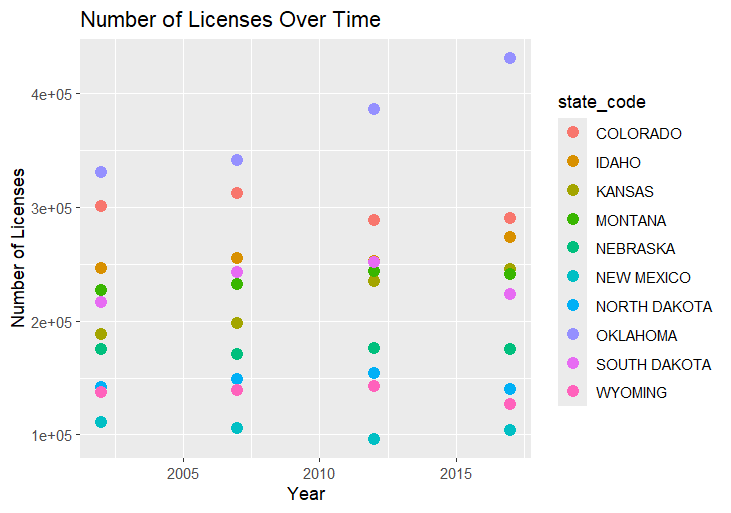 Number of Licenses Over Time
4e+05
3e+05
2e+05
1e+05
Number of Licenses
2005 2010 2015
Year
state_code
COLORADO
IDAHO
KANSAS
MONTANA
NEBRASKA
NEW MEXICO
NORTH DAKOTA
OKLAHOMA
SOUTH DAKOTA
WYOMING